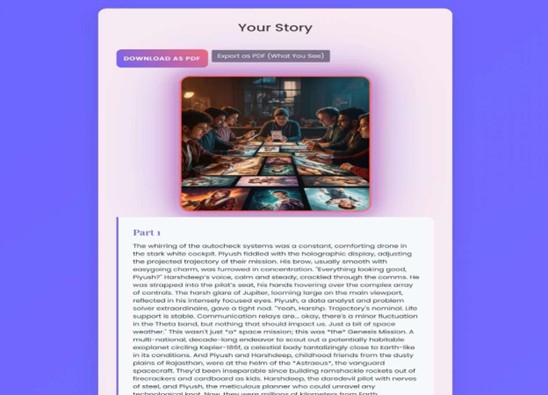 Your Story
DOWNLOAD AS PDF
Export as PDF (What You See)
Part 1
The whirring of the autocheck systems was a constant, comforting drone in
the stark white cockpit. Piyush fiddled with the holographic display, adjusting
the projected trajectory of their mission. His brow, usually smooth with
easygoing charm, was furrowed in concentration. "Everything looking good,
Piyush?" Harshdeep's voice, calm and steady, crackled through the comms. He
was strapped into the pilot's seat, his hands hovering over the complex array
of controls. The harsh glare of Jupiter, looming large on the main viewport,
reflected in his intensely focused eyes. Piyush, a data analyst and problem
solver extraordinaire, gave a tight nod. "Yeah, Harshp. Trajectory's nominal. Life
support is stable. Communication relays are... okay, there's a minor fluctuation
in the Theta band, but nothing that should impact us. Just a bit of space
weather." This wasn't just *a* space mission; this was *the* Genesis Mission. A
multi-national, decade-long endeavor to scout out a potentially habitable
exoplanet circling Kepler-186f, a celestial body tantalizingly close to Earth-like
in its conditions. And Piyush and Harshdeep, childhood friends from the dusty
plains of Rajasthan, were at the helm of the *Astraeus*, the vanguard
spacecraft. They'd been inseparable since building ramshackle rockets out of
firecrackers and cardboard as kids. Harshdeep, the daredevil pilot with nerves
of steel, and Piyush, the meticulous planner who could unravel any
technological knot. Now, they were millions of kilometers from Earth,